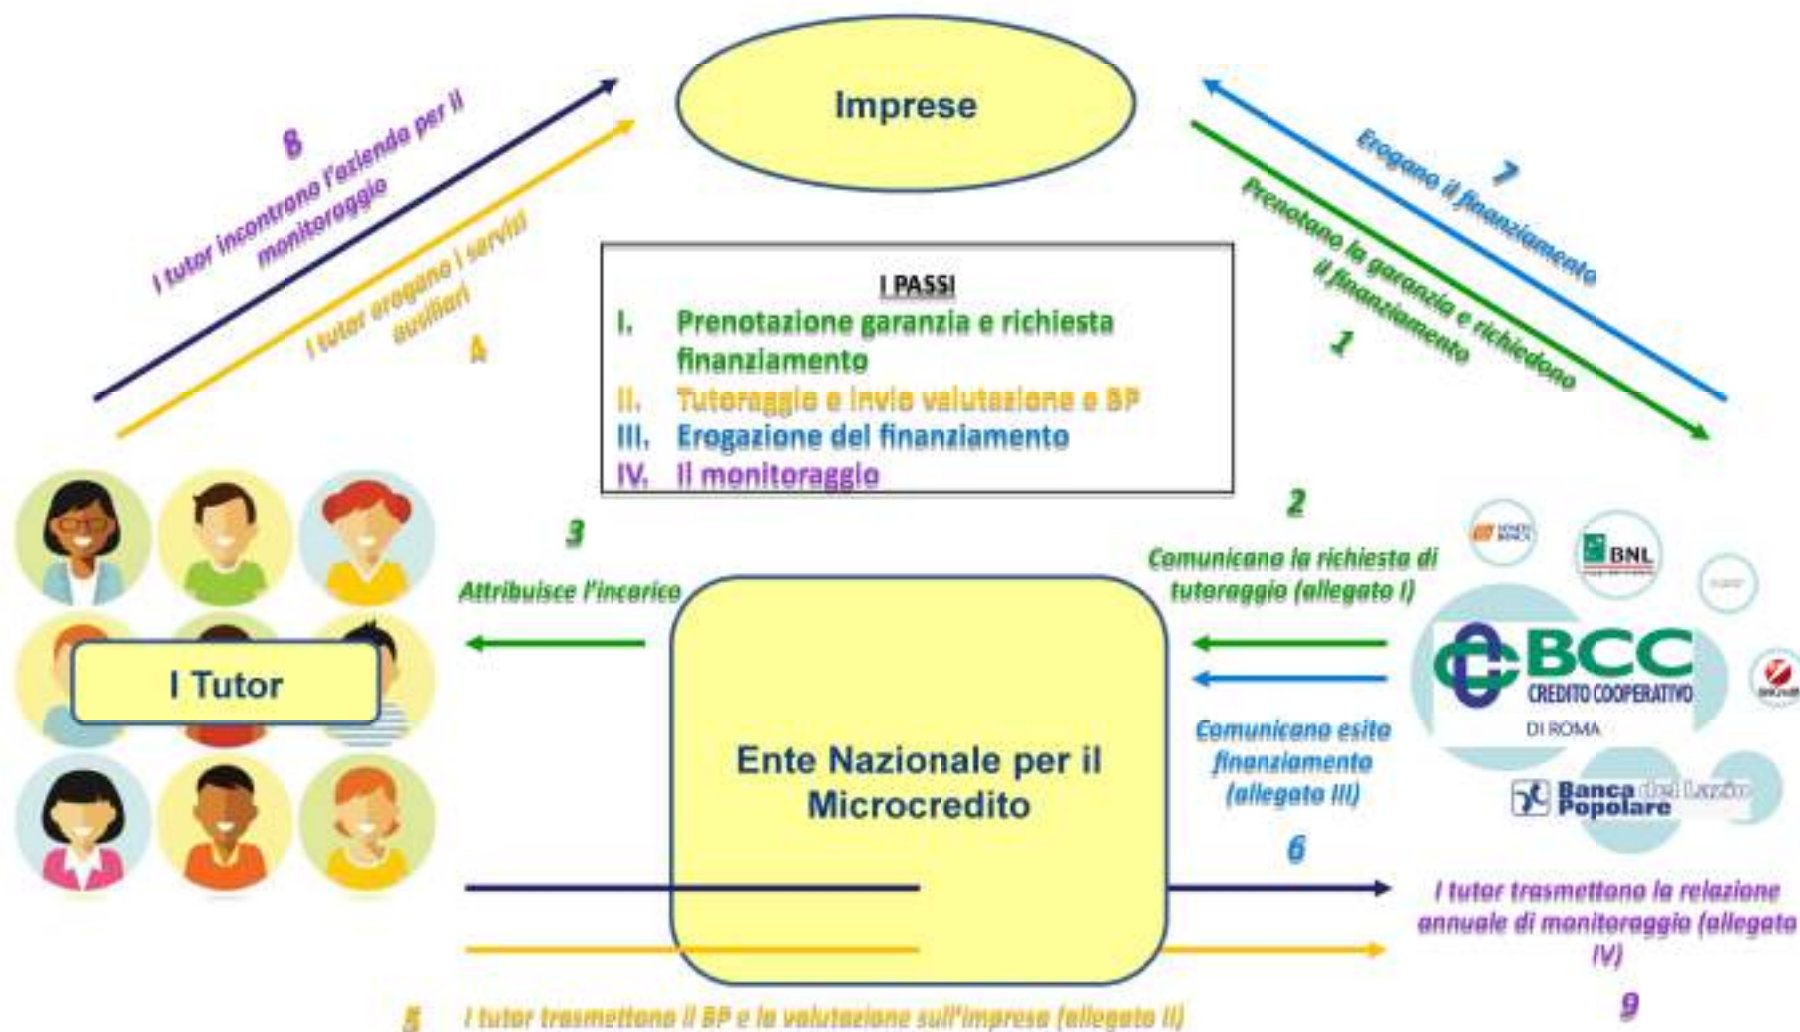 Imprese
8
I tutor incontrano l'azienda per il
monitoraggio
I tutor erogano i servizi
ausiliari
4
7
Erogano il finanziamento
Prenotano la garanzia e richiedono
il finanziamento
1
I PASSI
I. Prenotazione garanzia e richiesta
finanziamento
II. Tutoraggio e invio valutazione e BP
III. Erogazione del finanziamento
IV. Il monitoraggio
3
Attribuisce l'incarico
2
Comunicano la richiesta di
tutoraggio (allegato I)
BNL
BCC
CREDITO COOPERATIVO
DI ROMA
UniCredit
I Tutor
Ente Nazionale per il
Microcredito
Comunicano esito
finanziamento
(allegato III)
6
Banca del Lazio
Popolare
I tutor trasmettono la relazione
annuale di monitoraggio (allegato
IV)
9
5 I tutor trasmettono il BP e la valutazione sull'impresa (allegato II)